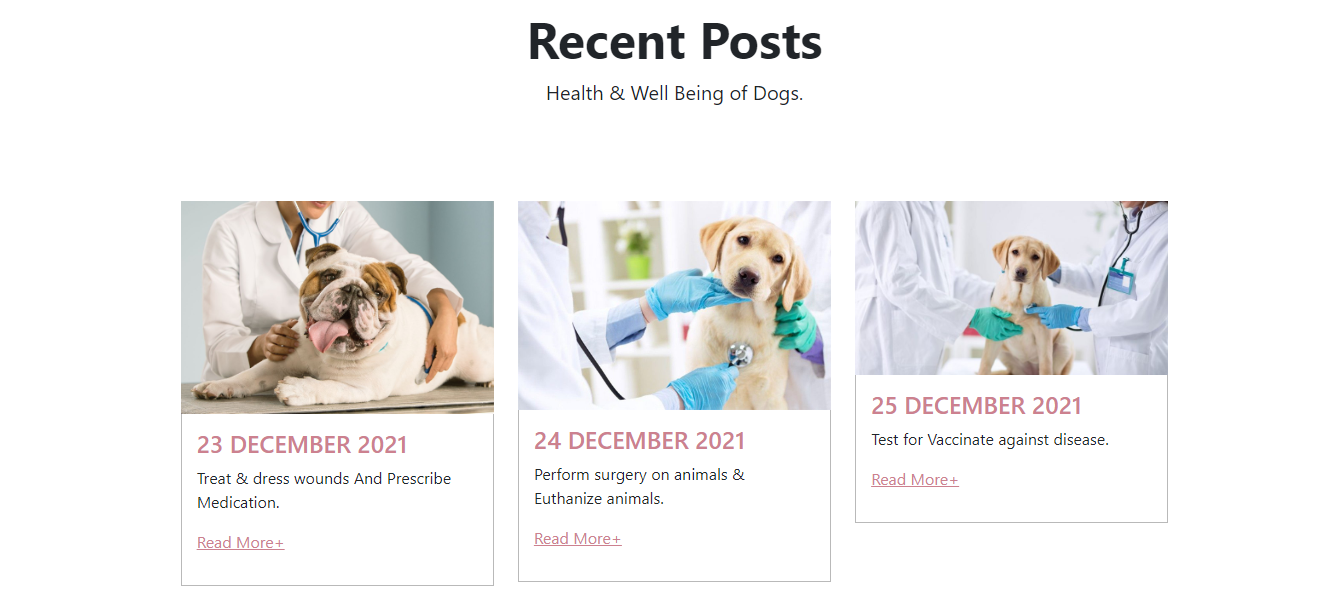 Recent Posts
Health & Well Being of Dogs.
23 DECEMBER 2021
Treat & dress wounds And Prescribe
Medication.
Read More+
24 DECEMBER 2021
Perform surgery on animals &
Euthanize animals.
Read More+
25 DECEMBER 2021
Test for Vaccinate against disease.
Read More+